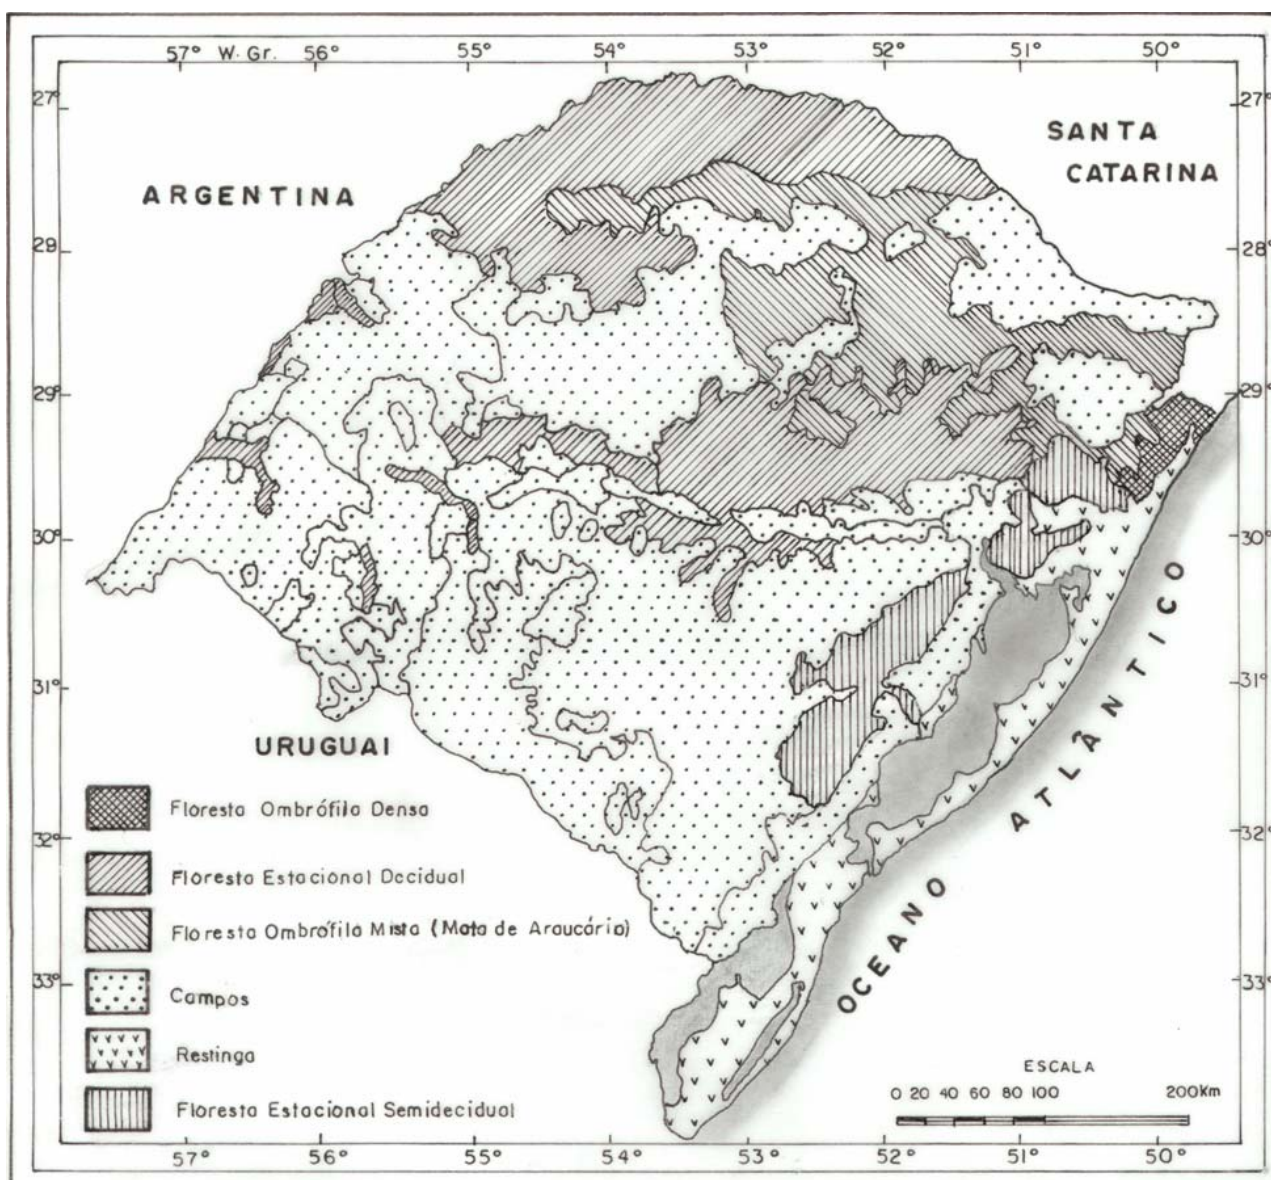 57° W. Gr. 56° 55° 54° 53° 52° 51° 50°
27° 27°
SANTA
CATARINA
ARGENTINA
29 28°
29° 29°
30° 30°
31° 31°
URUGUAI
OCEANO ATLÂNTICO
Floresta Ombrófila Densa
32° 32°
Floresta Estacional Decidual
Floresta Ombrófila Mista (Mata de Araucária)
33° 33°
Campos
Restinga
Floresta Estacional Semidecidual
ESCALA
0 20 40 60 80 100 200Km
57° 56° 55° 54° 53° 52° 51° 50°